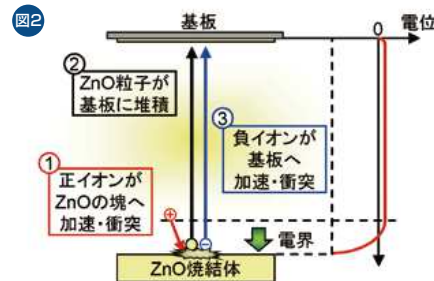 図2
基板
0
電位
②
ZnO粒子が
基板に堆積
③
負イオンが
基板へ
加速・衝突
①
正イオンが
ZnOの塊へ
加速・衝突
⊕
⊖
電界
ZnO焼結体